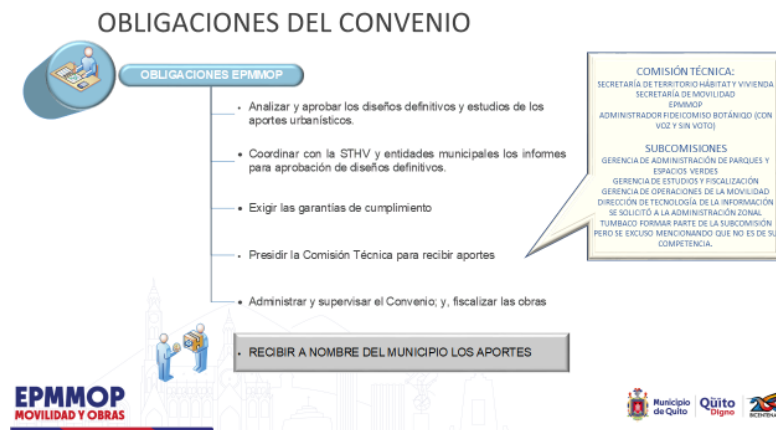 OBLIGACIONES DEL CONVENIO
OBLIGACIONES EPMMOP
• Analizar y aprobar los diseños definitivos y estudios de los
aportes urbanísticos.
• Coordinar con la STHV y entidades municipales los informes
para aprobación de diseños definitivos.
• Exigir las garantías de cumplimiento
• Presidir la Comisión Técnica para recibir aportes
• Administrar y supervisar el Convenio; y, fiscalizar las obras
• RECIBIR A NOMBRE DEL MUNICIPIO LOS APORTES
COMISIÓN TÉCNICA:
SECRETARÍA DE TERRITORIO HÁBITAT Y VIVIENDA
SECRETARÍA DE MOVILIDAD
EPMMOP
ADMINISTRADOR FIDEICOMISO BOTÁNIQO (CON
VOZ Y SIN VOTO)
SUBCOMISIONES
GERENCIA DE ADMINISTRACIÓN DE PARQUES Y
ESPACIOS VERDES
GERENCIA DE ESTUDIOS Y FISCALIZACIÓN
GERENCIA DE OPERACIONES DE LA MOVILIDAD
DIRECCIÓN DE TECNOLOGÍA DE LA INFORMACIÓN
SE SOLICITÓ A LA ADMINISTRACIÓN ZONAL
TUMBACO FORMAR PARTE DE LA SUBCOMISIÓN
PERO SE EXCUSO MENCIONANDO QUE NO ES DE SU
COMPETENCIA.
EPMMOP
MOVILIDAD Y OBRAS
Municipio
de Quito
Quito
Digno